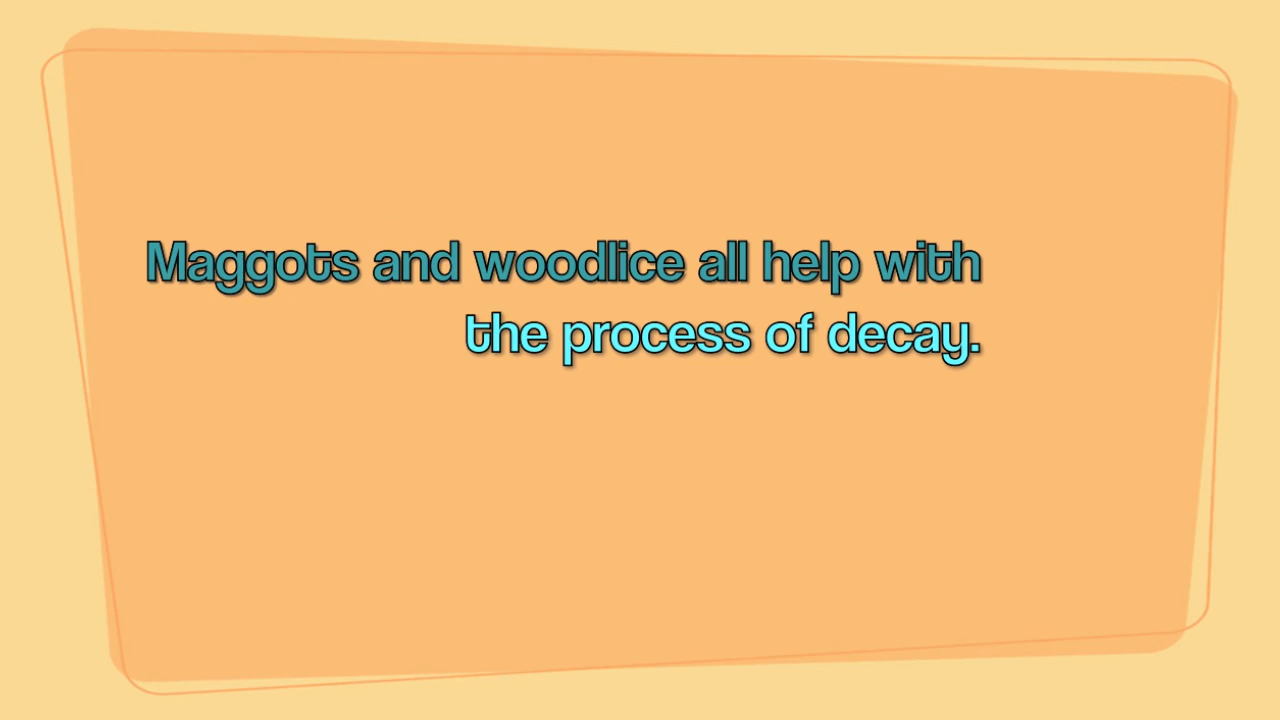 Maggots and woodlice all help with
the process of decay.